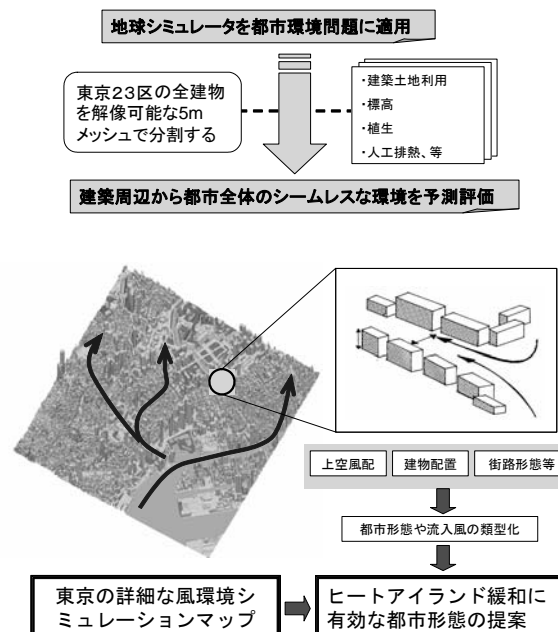 地球シミュレータを都市環境問題に適用
東京23区の全建物
を解像可能な5m
メッシュで分割する
・建築土地利用
・標高
・植生
・人工排熱、等
建築周辺から都市全体のシームレスな環境を予測評価
上空風配
建物配置
街路形態等
都市形態や流入風の類型化
東京の詳細な風環境シ
ミュレーションマップ
ヒートアイランド緩和に
有効な都市形態の提案